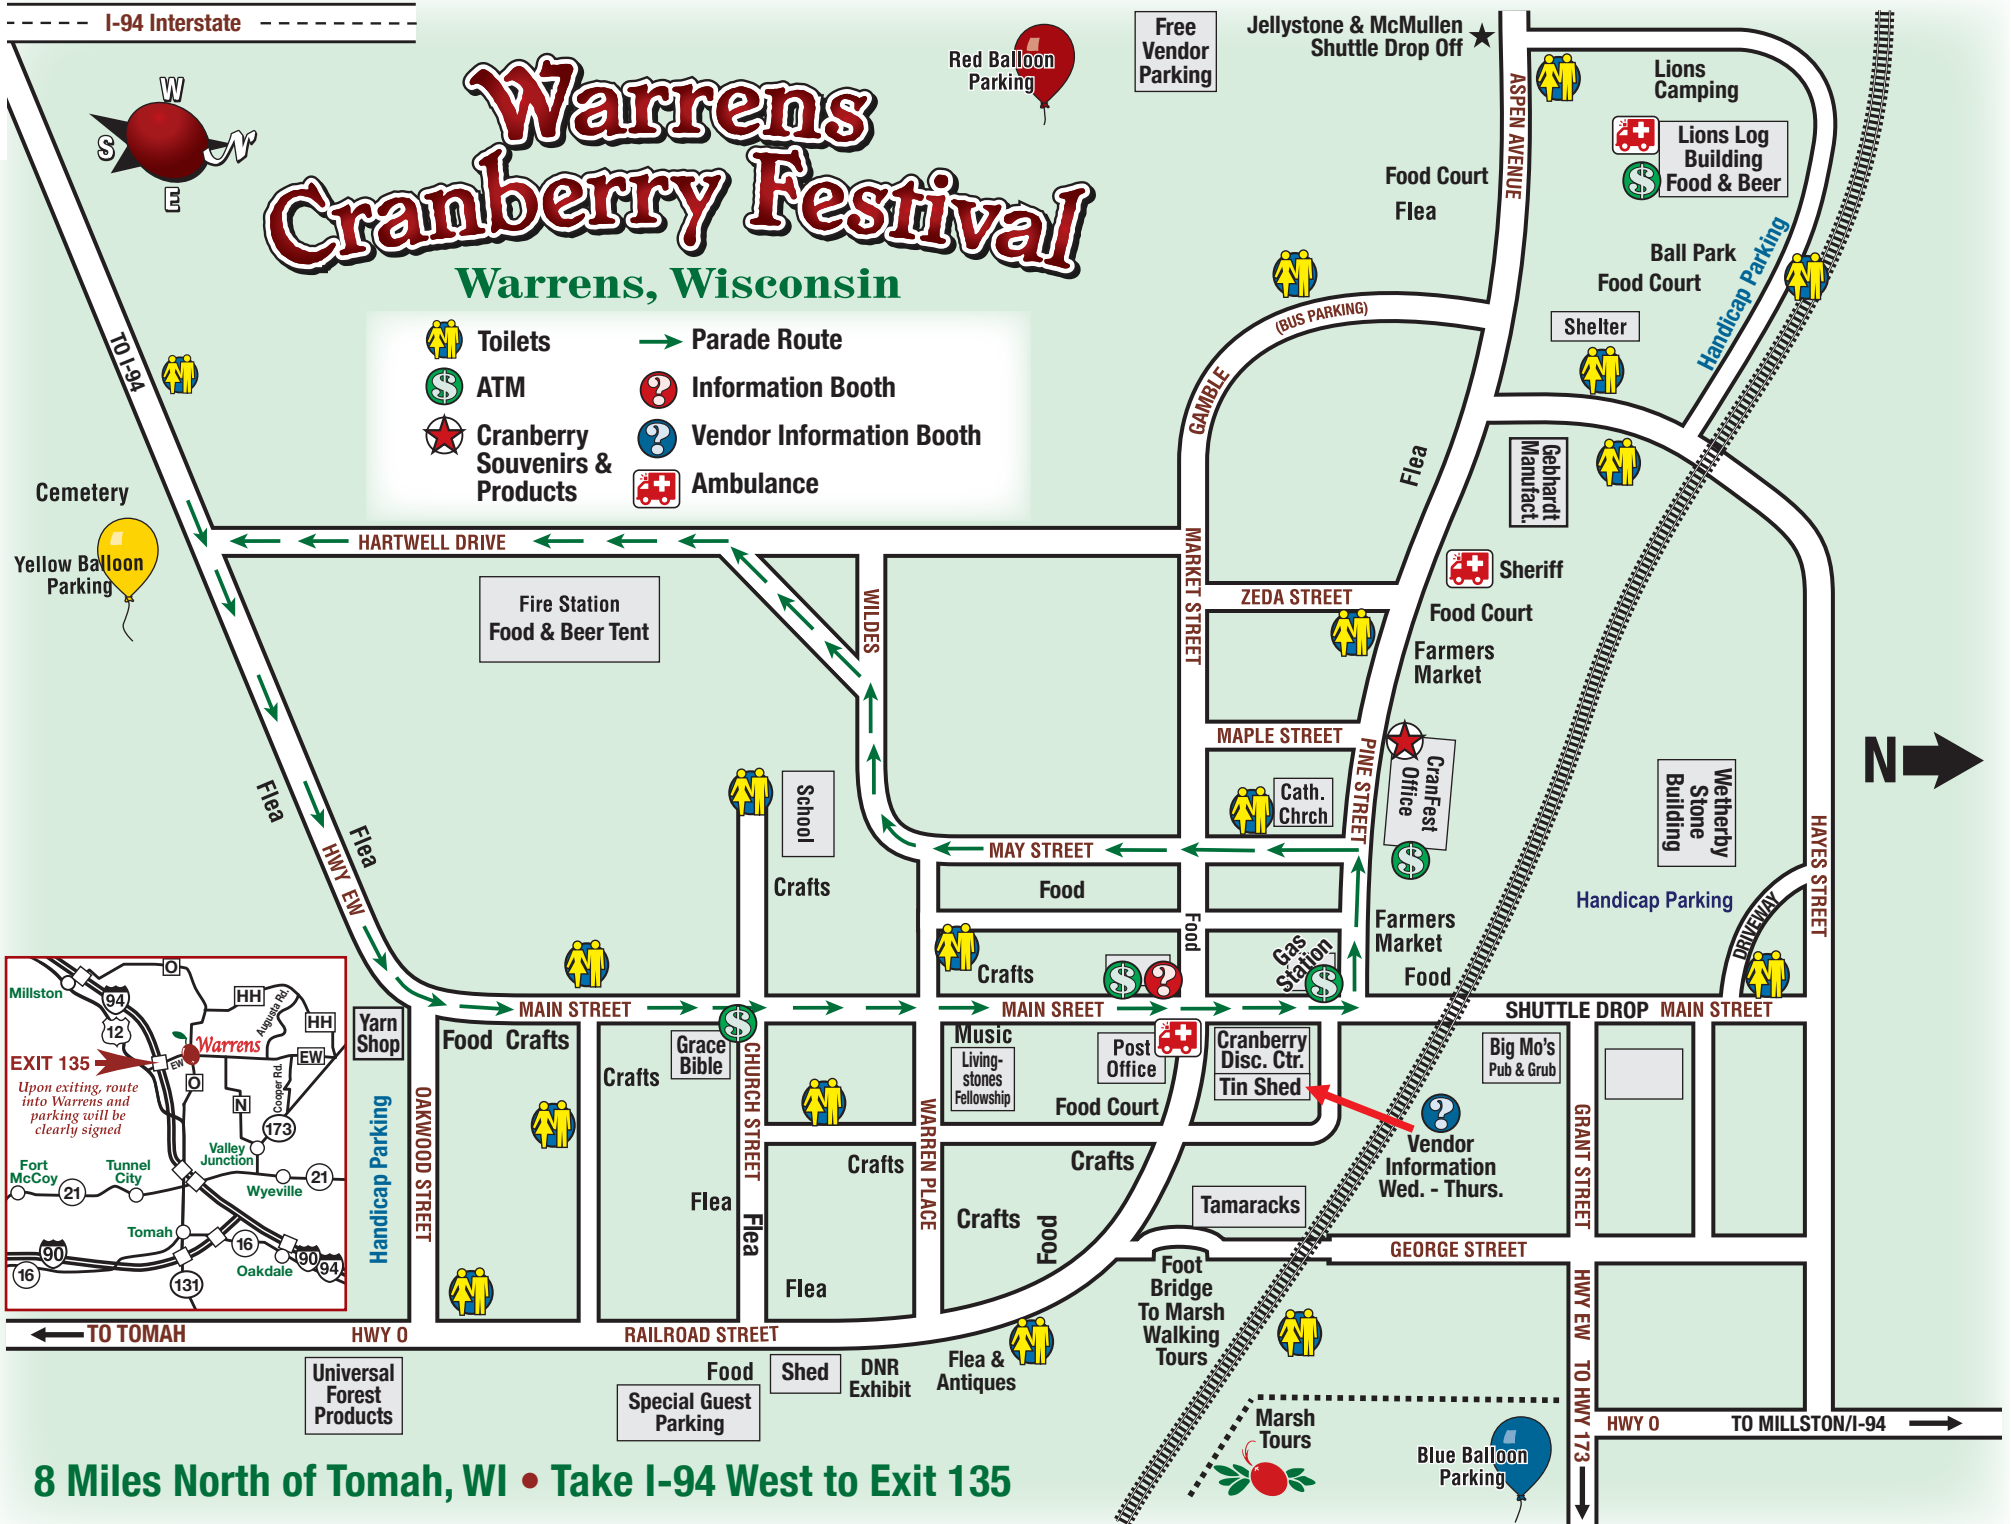 I-94 Interstate
W
S
N
E
Warrens
Cranberry Festival
Warrens, Wisconsin
Toilets
ATM
Cranberry
Souvenirs &
Products
Parade Route
Information Booth
Vendor Information Booth
Ambulance
Red Balloon
Parking
Free
Vendor
Parking
Jellystone & McMullen
Shuttle Drop Off
ASPEN AVENUE
Lions
Camping
Lions Log
Building
Food & Beer
Food Court
Flea
Ball Park
Food Court
Handicap Parking
Shelter
(BUS PARKING)
GAMBLE
Flea
Gebhardt
Manufact.
TO I-94
Cemetery
Yellow Balloon
Parking
HARTWELL DRIVE
Fire Station
Food & Beer Tent
WILDES
MARKET STREET
ZEDA STREET
Sheriff
Food Court
Farmers
Market
MAPLE STREET
PINE STREET
CranFest
Office
Cath.
Chrch
N
Wetherby
Stone
Building
HAYES STREET
Handicap Parking
DRIVEWAY
Flea
Flea
HWY EW
School
Crafts
MAY STREET
Food
Food
Farmers
Market
Food
Crafts
Gas
Station
MAIN STREET
MAIN SREET
SHUTTLE DROP
MAIN STREET
Yarn
Shop
Food
Crafts
Grace
Bible
Crafts
CHURCH STREET
Music
Living-
stones
Fellowship
Post
Office
Food Court
Cranberry
Disc. Ctr.
Tin Shed
Big Mo's
Pub & Grub
Vendor
Information
Wed. - Thurs.
GRANT STREET
OAKWOOD STREET
Handicap Parking
WARREN PLACE
Crafts
Crafts
Flea
Flea
Crafts
Food
Tamaracks
GEORGE STREET
Flea
Foot
Bridge
To Marsh
Walking
Tours
HWY EW
TO HWY 173
TO TOMAH
HWY O
RAILROAD STREET
Universal
Forest
Products
Food
Special Guest
Parking
Shed
DNR
Exhibit
Flea &
Antiques
Marsh
Tours
Blue Balloon
Parking
HWY O
TO MILLSTON/I-94
Millston
O
94
12
HH
Augusta Rd.
HH
Warrens
EXIT 135
EW
EW
O
Upon exiting, route
into Warrens and
parking will be
clearly signed
N
Cooper Rd.
173
Valley
Junction
Fort
McCoy
21
Tunnel
City
Wyeville
21
Tomah
90
16
16
Oakdale
90
94
131
8 Miles North of Tomah, WI • Take I-94 West to Exit 135